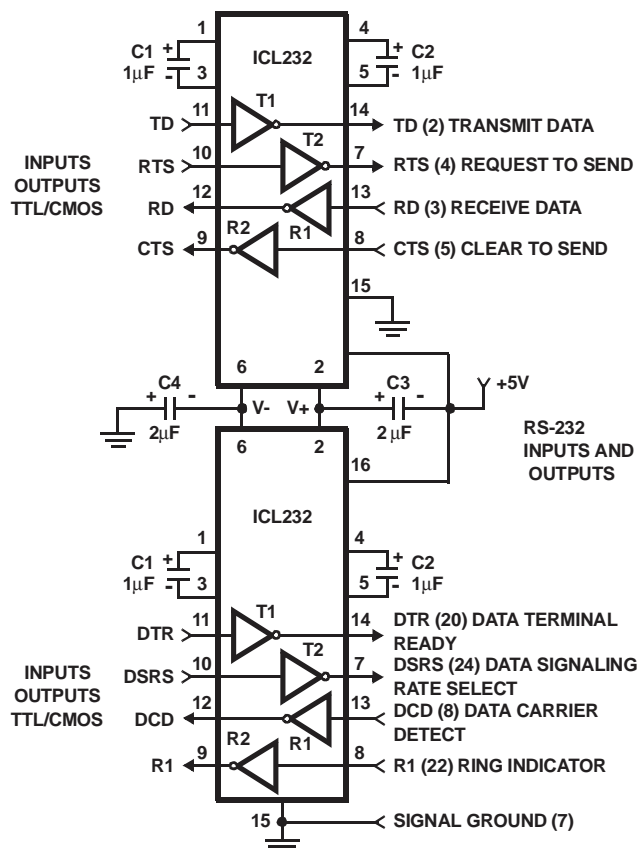 1
4
C1 +
1µF -
ICL232
+ C2
- 1µF
3
5
T1
11
14
TD
TD (2) TRANSMIT DATA
T2
10
7
RTS
RTS (4) REQUEST TO SEND
INPUTS
OUTPUTS
TTL/CMOS
12
13
RD
R1
RD (3) RECEIVE DATA
9
R2
8
CTS
CTS (5) CLEAR TO SEND
15
6
2
C4
+ -
2µF
V-
V+
C3
+ -
2µF
+5V
6
2
16
RS-232
INPUTS AND
OUTPUTS
ICL232
1
4
C1 +
1µF -
+ C2
- 1µF
3
5
T1
11
14
DTR
DTR (20) DATA TERMINAL
READY
T2
10
7
DSRS
DSRS (24) DATA SIGNALING
RATE SELECT
INPUTS
OUTPUTS
TTL/CMOS
12
13
DCD
R1
DCD (8) DATA CARRIER
DETECT
9
R2
8
R1
R1 (22) RING INDICATOR
15
SIGNAL GROUND (7)